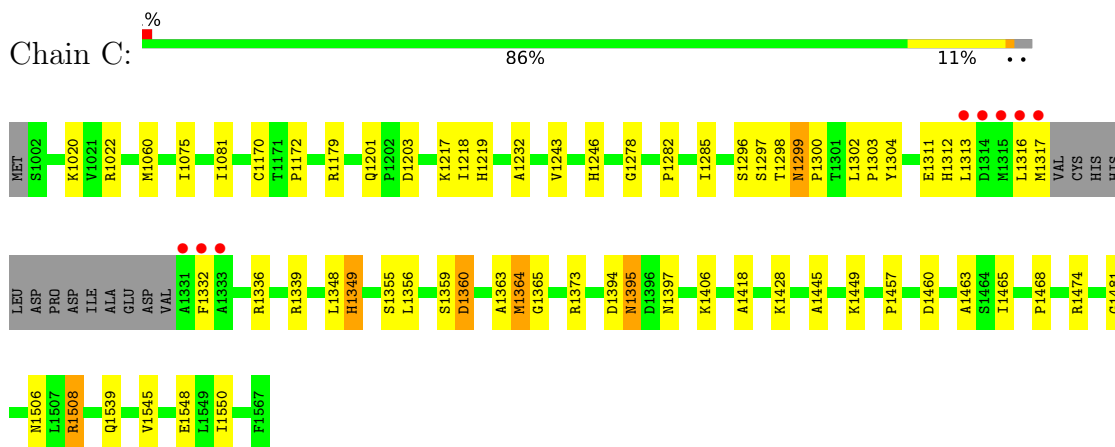 .%
Chain C:
86% 11% • •
MET S1002 K1020 V1021 R1022 M1060 I1075 I1081 C1170 T1171 P1172 R1179 Q1201 P1202 D1203 K1217 I1218 H1219 A1232 V1243 H1246 G1278 P1282 I1285 S1296 S1297 T1298 N1299 P1300 T1301 L1302 P1303 Y1304 E1311 H1312 L1313 D1314 M1315 L1316 M1317 VAL CYS HIS HIS
LEU ASP PRO ASP ILE ALA GLU ASP VAL A1331 F1332 A1333 R1336 R1339 L1348 H1349 S1355 L1356 S1359 D1360 A1363 M1364 G1365 R1373 D1394 N1395 D1396 N1397 K1406 A1418 K1428 A1445 K1449 P1457 D1460 A1463 S1464 I1465 P1468 R1474 G1481
N1506 L1507 R1508 Q1539 V1545 E1548 L1549 I1550 F1567